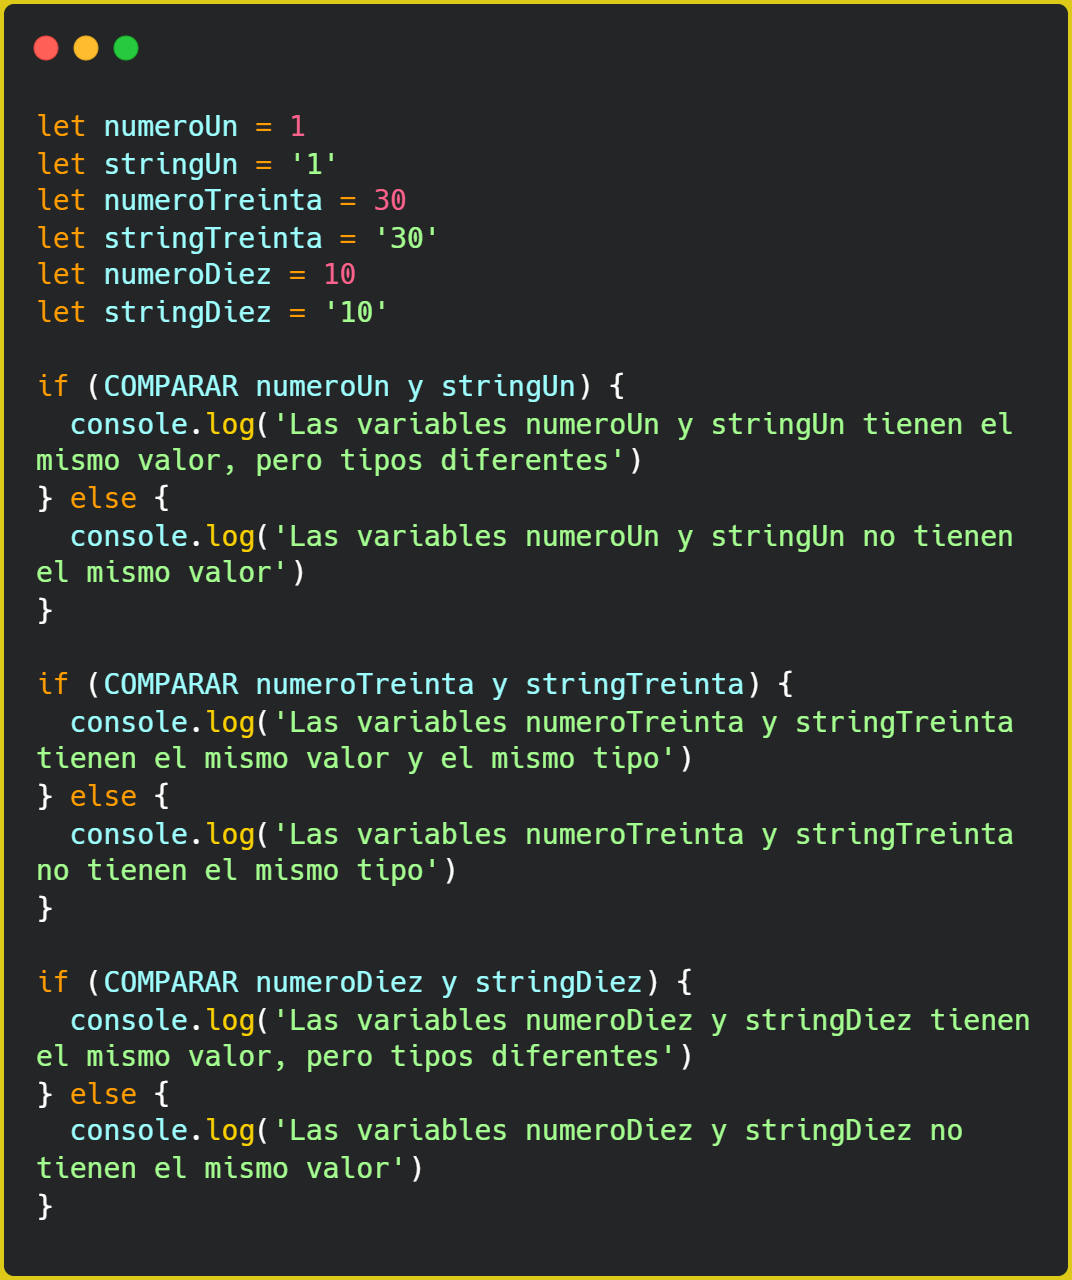 let numeroUn = 1
let stringUn = '1'
let numeroTreinta = 30
let stringTreinta = '30'
let numeroDiez = 10
let stringDiez = '10'

if (COMPARAR numeroUn y stringUn) {
  console.log('Las variables numeroUn y stringUn tienen el
mismo valor, pero tipos diferentes')
} else {
  console.log('Las variables numeroUn y stringUn no tienen
el mismo valor')
}

if (COMPARAR numeroTreinta y stringTreinta) {
  console.log('Las variables numeroTreinta y stringTreinta
tienen el mismo valor y el mismo tipo')
} else {
  console.log('Las variables numeroTreinta y stringTreinta
no tienen el mismo tipo')
}

if (COMPARAR numeroDiez y stringDiez) {
  console.log('Las variables numeroDiez y stringDiez tienen
el mismo valor, pero tipos diferentes')
} else {
  console.log('Las variables numeroDiez y stringDiez no
tienen el mismo valor')
}